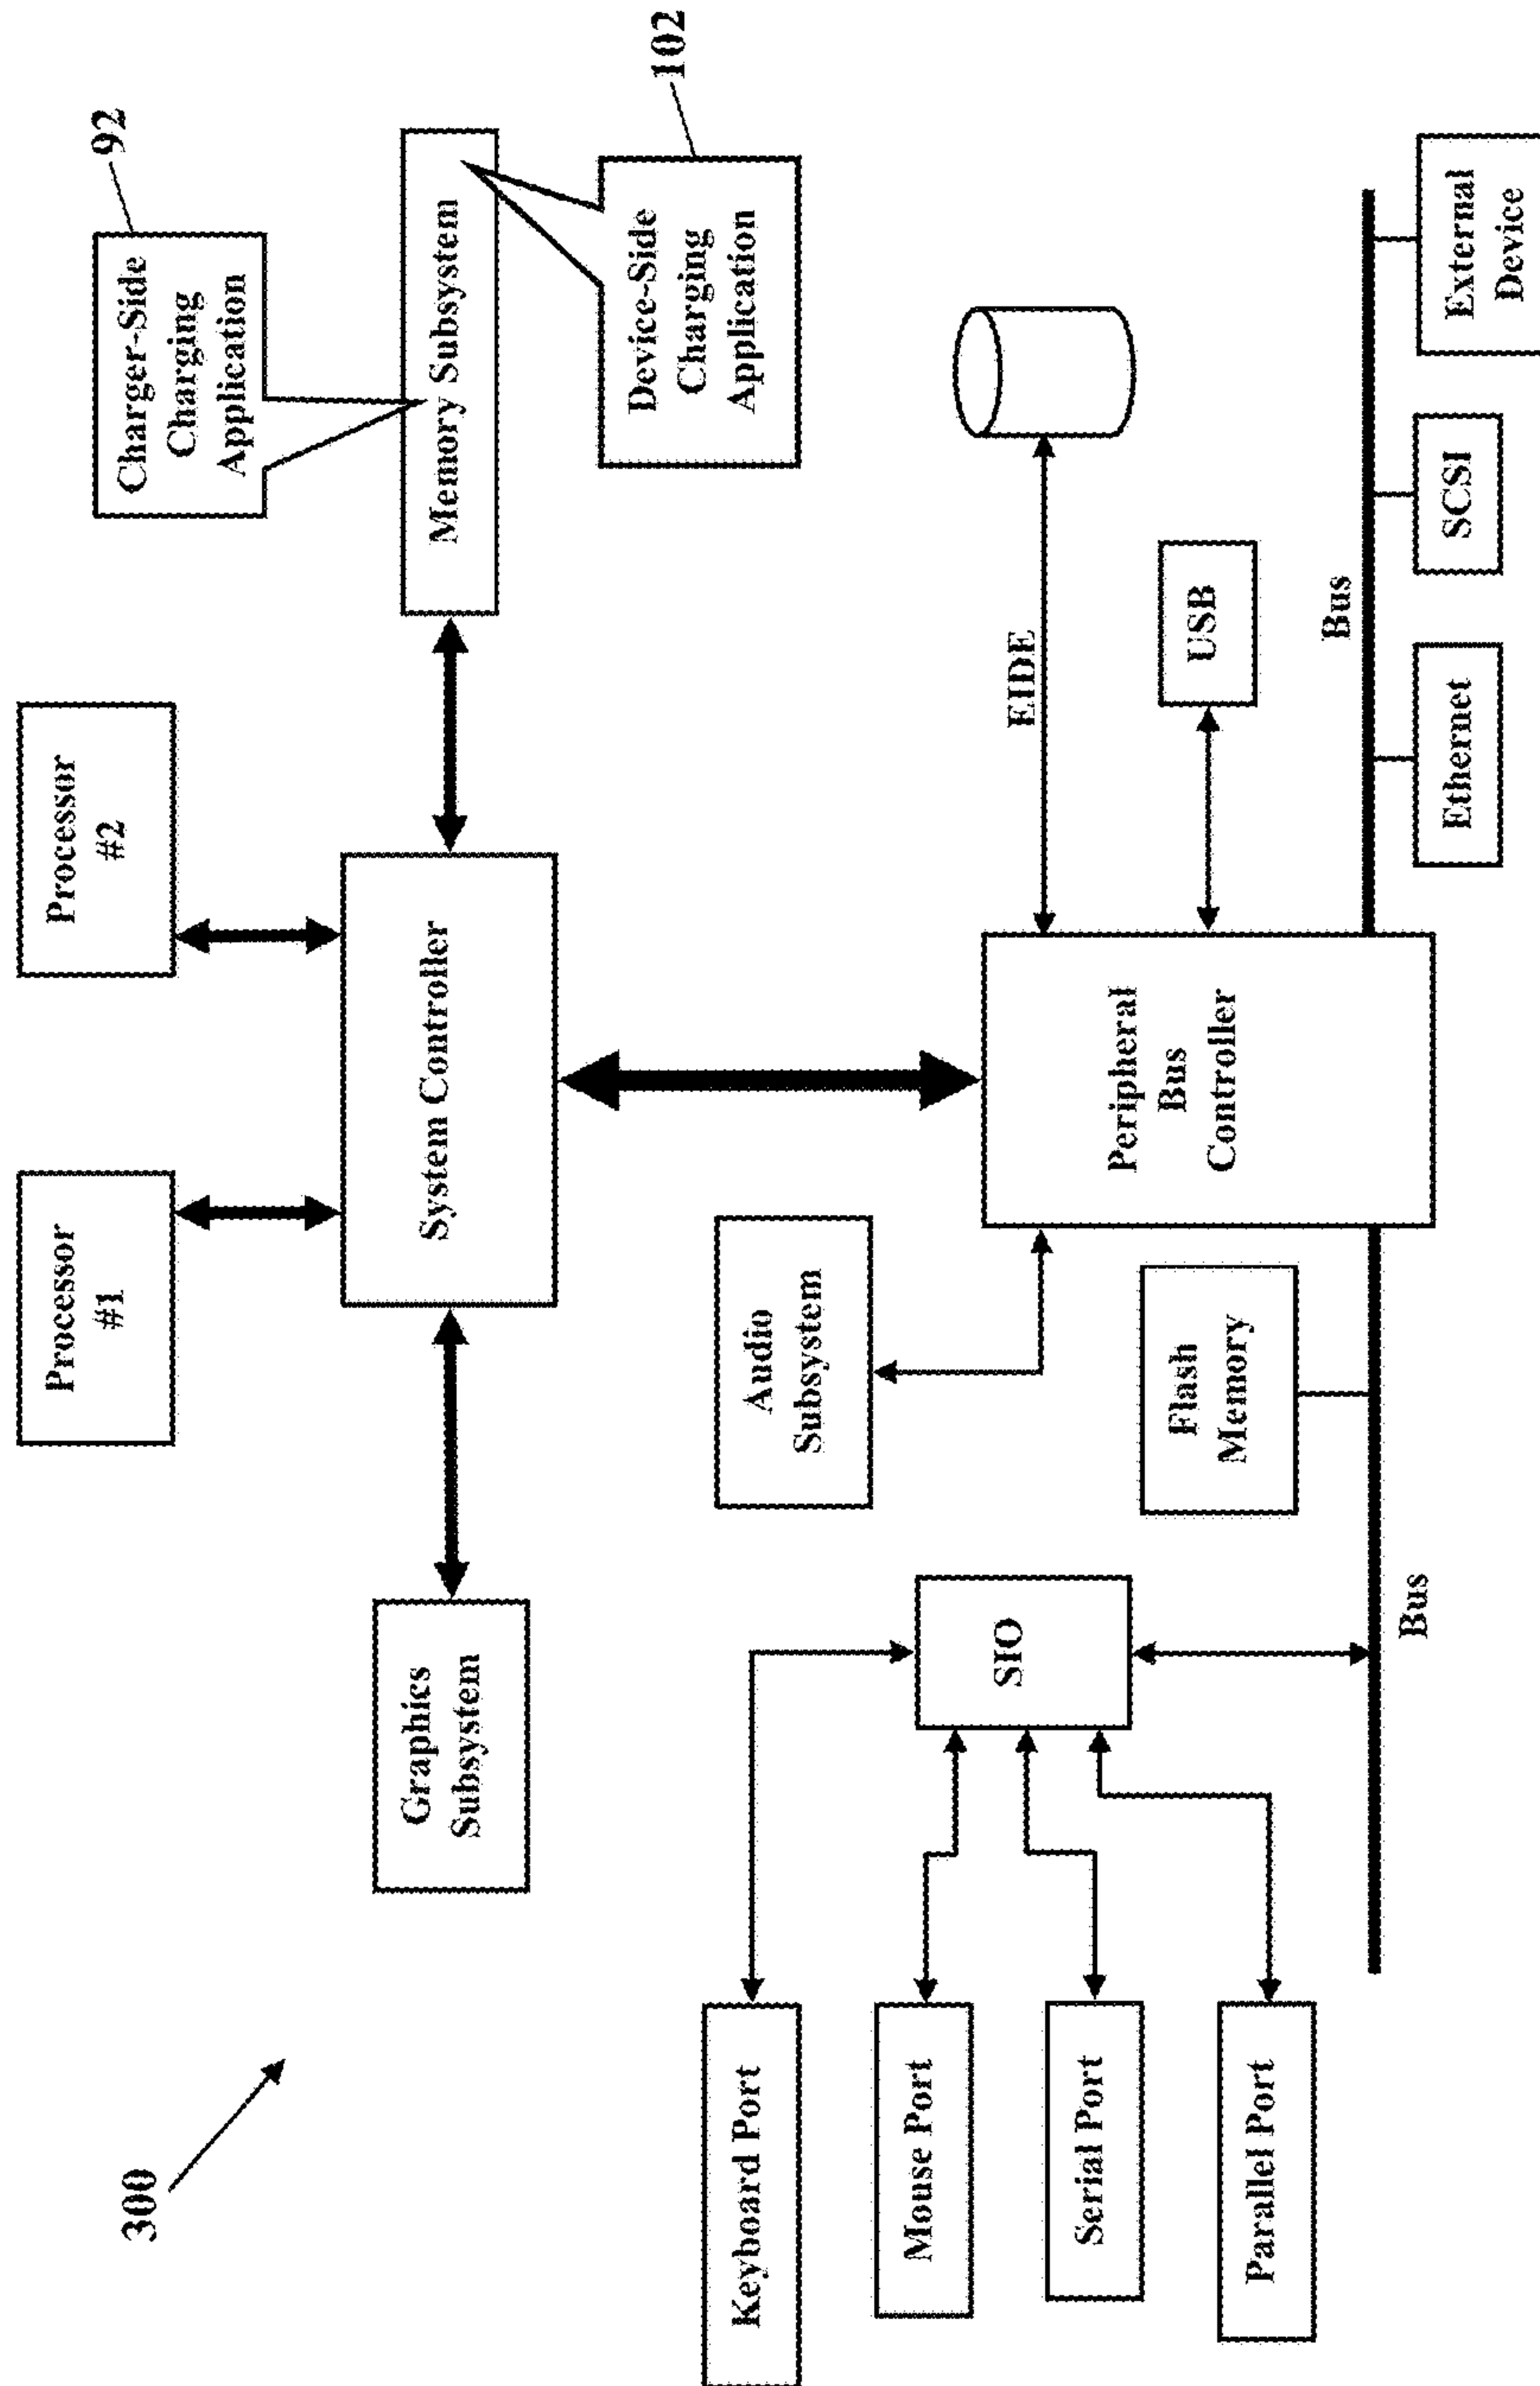 300
Processor
#1
Processor
#2
Charger-Side
Charging
Application
92
Graphics
Subsystem
System Controller
Memory Subsystem
Device-Side
Charging
Application
102
Keyboard Port
Mouse Port
Serial Port
Parallel Port
SIO
Audio
Subsystem
Flash
Memory
Peripheral
Bus
Controller
EIDE
USB
Bus
Bus
Ethernet
SCSI
External
Device